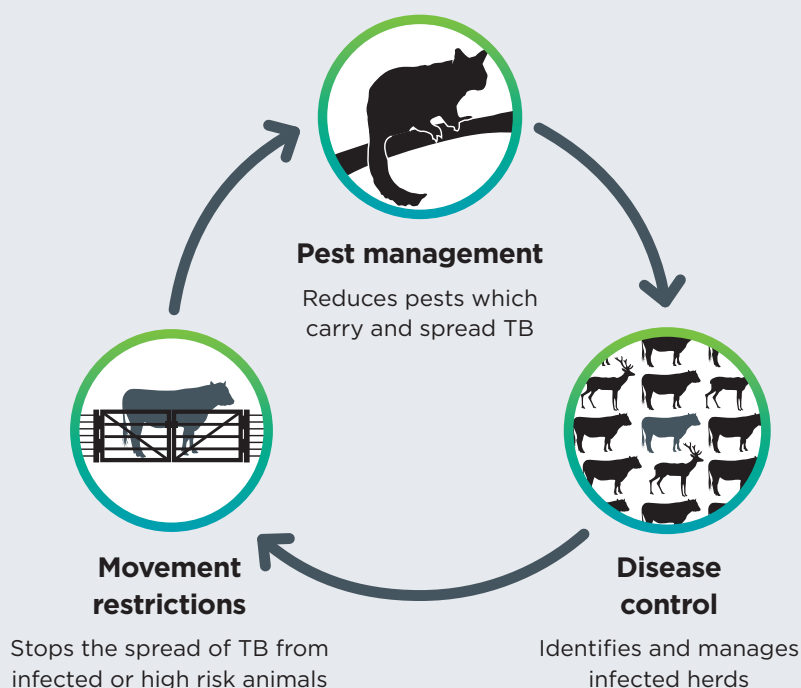 Pest management
Reduces pests which
carry and spread TB
Movement
restrictions
Stops the spread of TB from
infected or high risk animals
Disease
control
Identifies and manages
infected herds